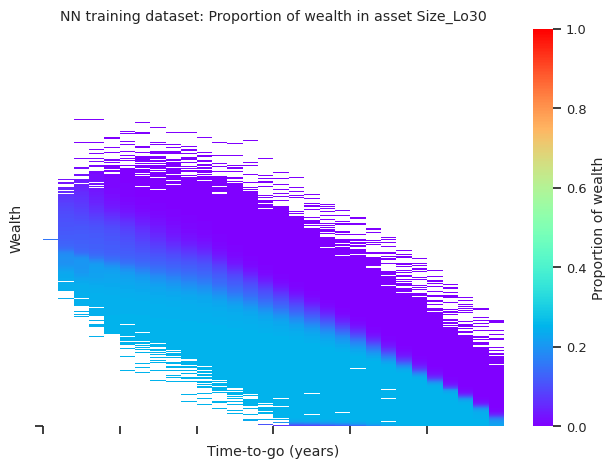 NN training dataset: Proportion of wealth in asset Size_Lo30
Wealth
Time-to-go (years)
1.0
0.8
0.6
0.4
0.2
0.0
Proportion of wealth